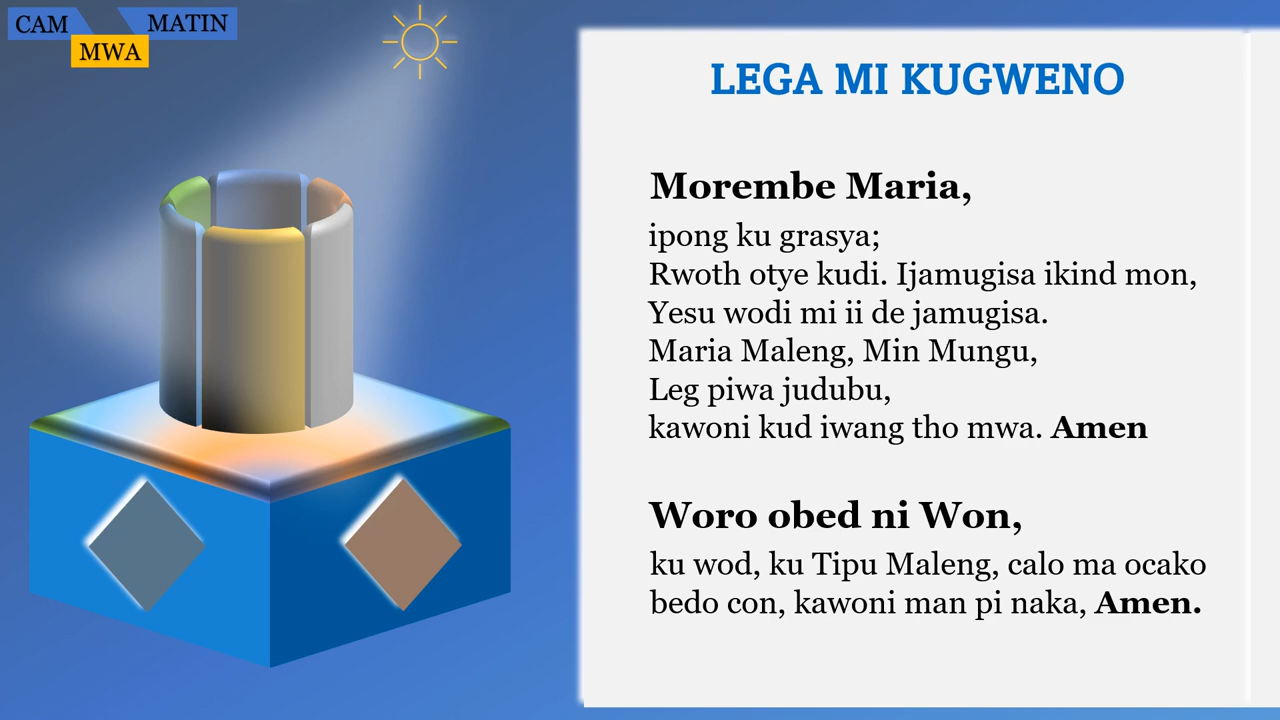 CAM MATIN
MWA
LEGA MI KUGWENO
Morembe Maria,
ipong ku grasya;
Rwoth otye kudi. Ijamugisa ikind mon,
Yesu wodi mi ii de jamugisa.
Maria Maleng, Min Mungu,
Leg piwa judubu,
kawoni kud iwang tho mwa. Amen
Woro obed ni Won,
ku wod, ku Tipu Maleng, calo ma ocako
bedo con, kawoni man pi naka, Amen.